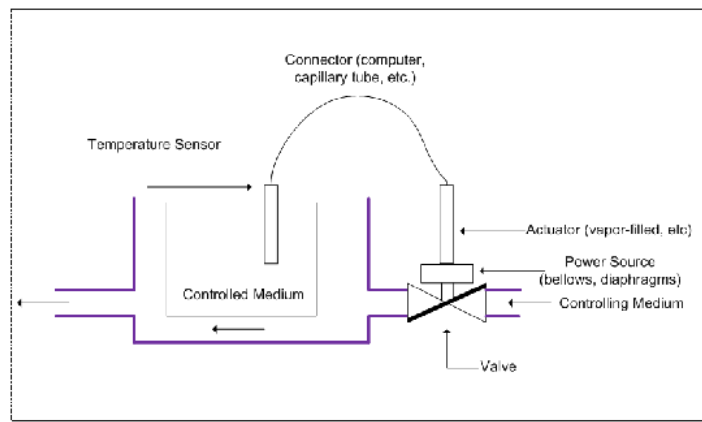 Connector (computer,
capillary tube, etc.)
Temperature Sensor
Actuator (vapor-filled, etc)
Power Source
(bellows, diaphragms)
Controlled Medium
Controlling Medium
Valve